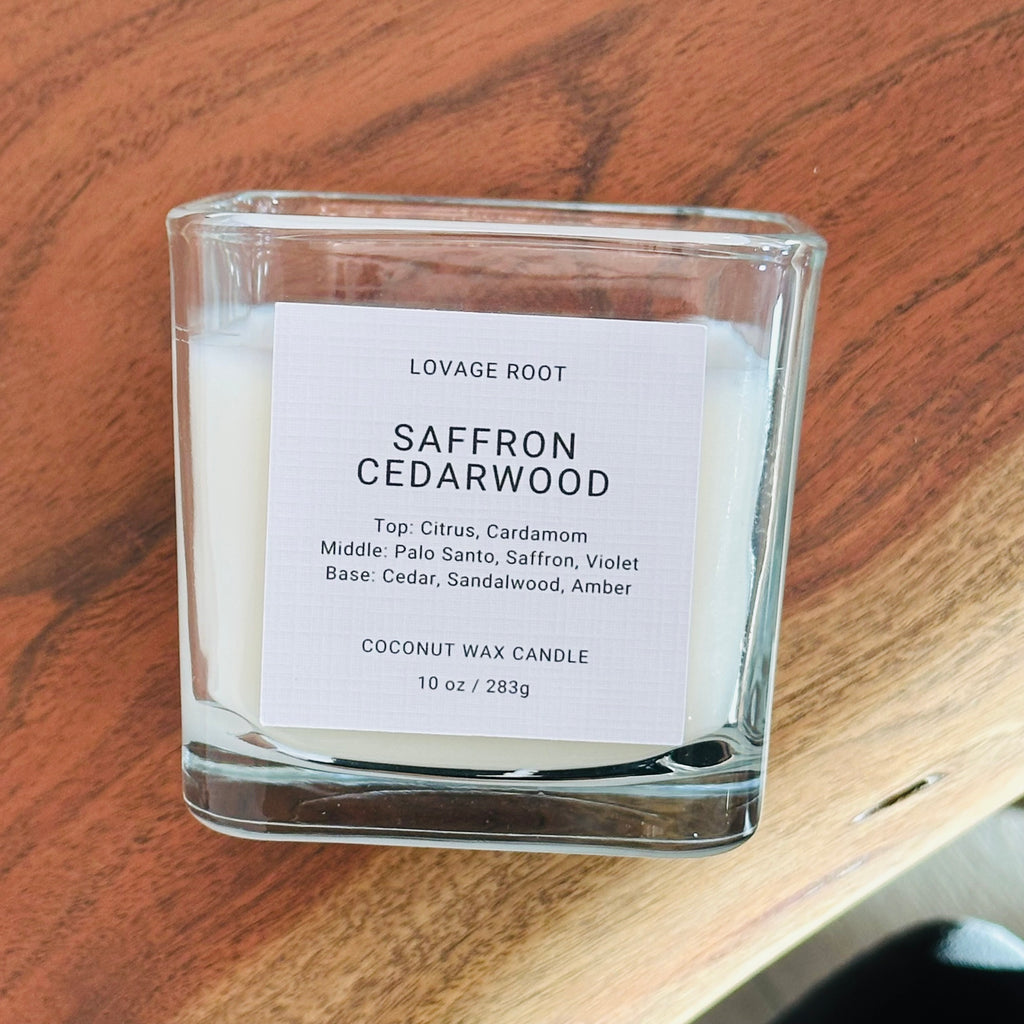 LOVAGE ROOT
SAFFRON
CEDARWOOD
Top: Citrus, Cardamom
Middle: Palo Santo, Saffron, Violet
Base: Cedar, Sandalwood, Amber
COCONUT WAX CANDLE
10 oz / 283g